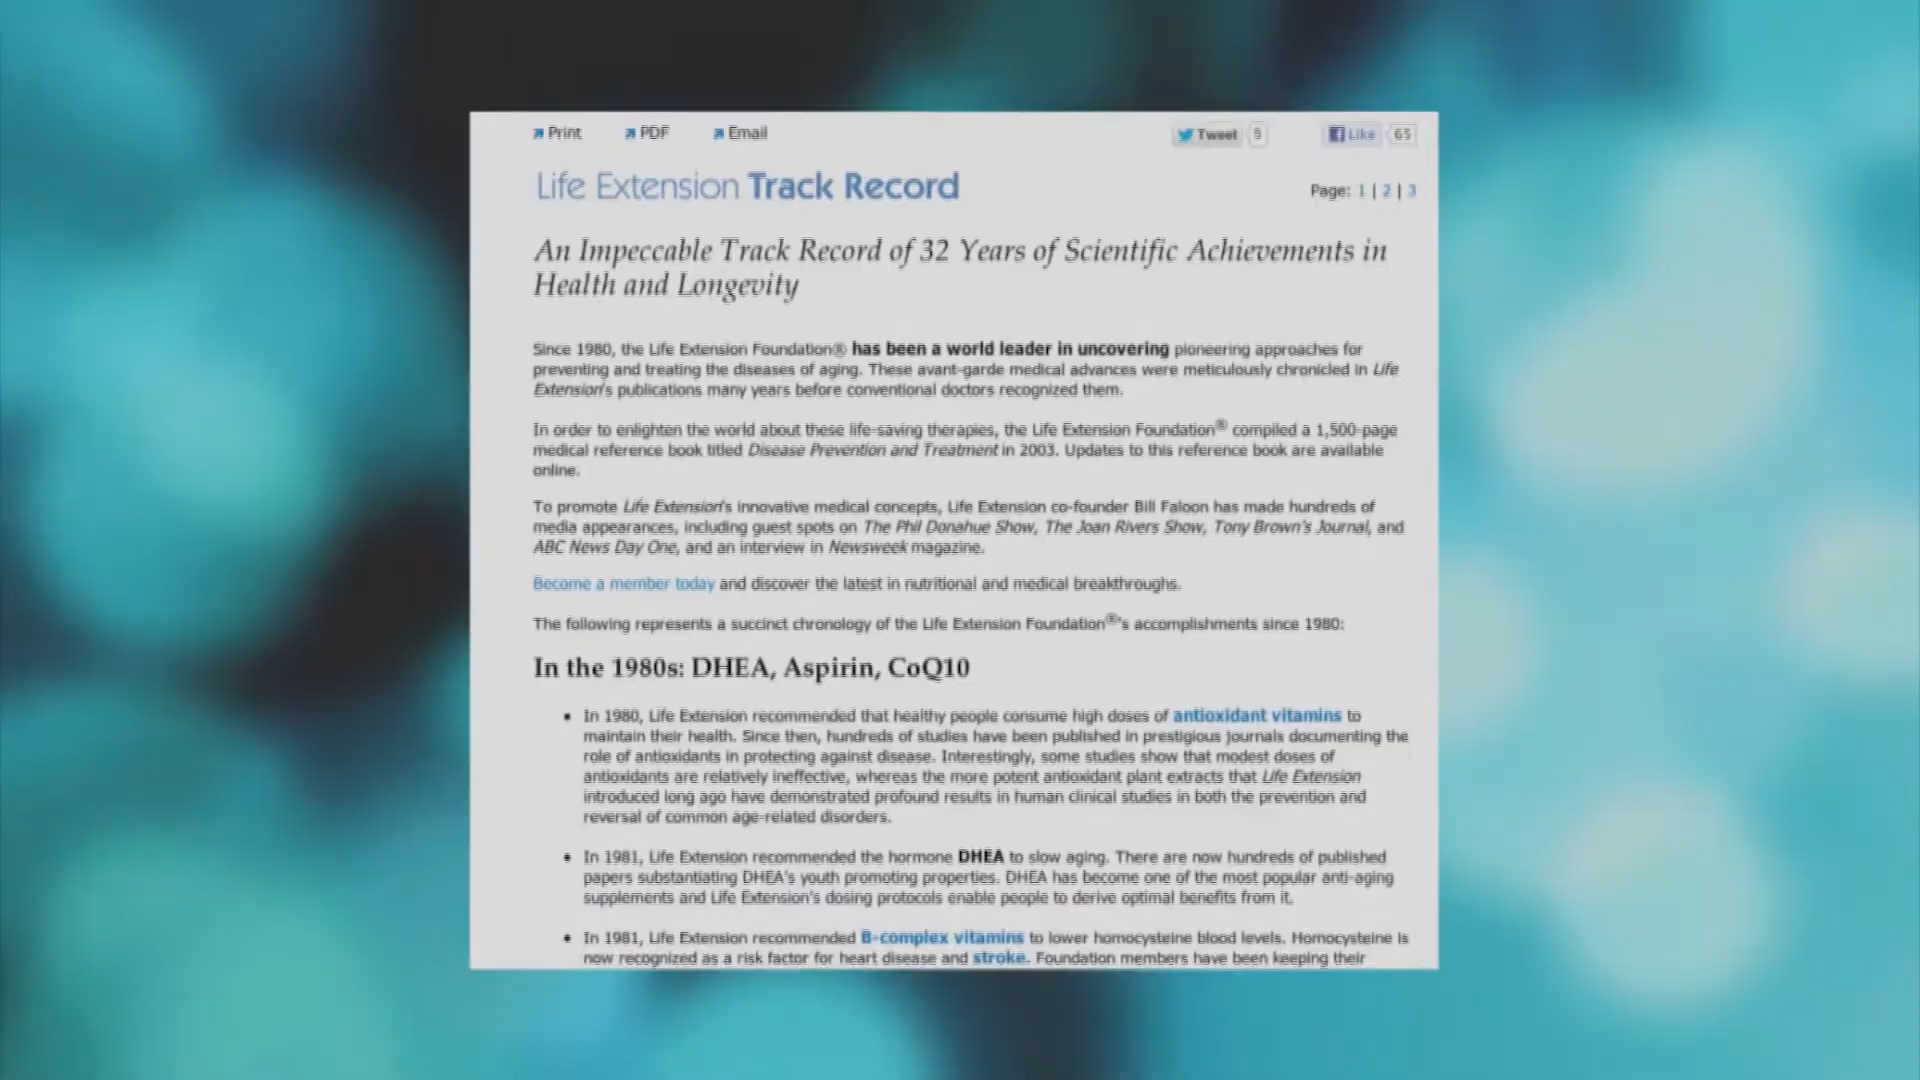 Print PDF Email Tweet 5 Like 65
Life Extension Track Record Page: 1 | 2 | 3
An Impeccable Track Record of 32 Years of Scientific Achievements in
Health and Longevity
Since 1980, the Life Extension Foundation® has been a world leader in uncovering pioneering approaches for
preventing and treating the diseases of aging. These avant-garde medical advances were meticulously chronicled in Life
Extension's publications many years before conventional doctors recognized them.
In order to enlighten the world about these life-saving therapies, the Life Extension Foundation® compiled a 1,500-page
medical reference book titled Disease Prevention and Treatment in 2003. Updates to this reference book are available
online.
To promote Life Extension's innovative medical concepts, Life Extension co-founder Bill Faloon has made hundreds of
media appearances, including guest spots on The Phil Donahue Show, The Joan Rivers Show, Tony Brown's Journal, and
ABC News Day One, and an interview in Newsweek magazine.
Become a member today and discover the latest in nutritional and medical breakthroughs.
The following represents a succinct chronology of the Life Extension Foundation®'s accomplishments since 1980:
In the 1980s: DHEA, Aspirin, CoQ10
• In 1980, Life Extension recommended that healthy people consume high doses of antioxidant vitamins to
maintain their health. Since then, hundreds of studies have been published in prestigious journals documenting the
role of antioxidants in protecting against disease. Interestingly, some studies show that modest doses of
antioxidants are relatively ineffective, whereas the more potent antioxidant plant extracts that Life Extension
introduced long ago have demonstrated profound results in human clinical studies in both the prevention and
reversal of common age-related disorders.
• In 1981, Life Extension recommended the hormone DHEA to slow aging. There are now hundreds of published
papers substantiating DHEA's youth promoting properties. DHEA has become one of the most popular anti-aging
supplements and Life Extension's dosing protocols enable people to derive optimal benefits from it.
• In 1981, Life Extension recommended B-complex vitamins to lower homocysteine blood levels. Homocysteine is
now recognized as a risk factor for heart disease and stroke. Foundation members have been keeping their